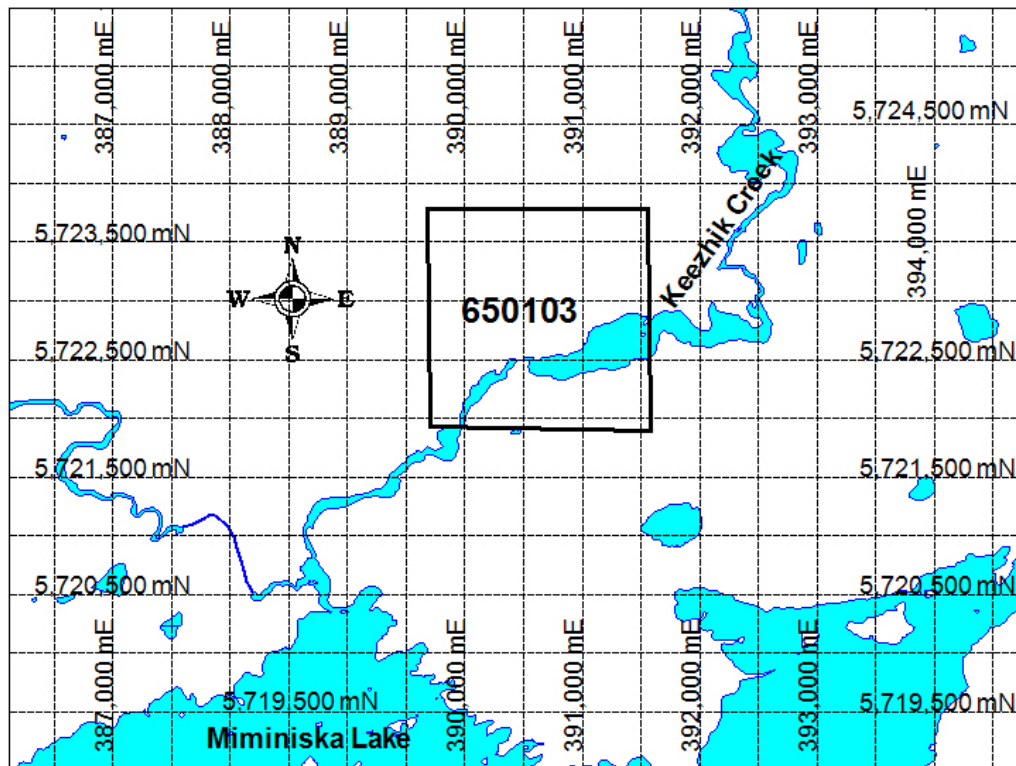 387,000 mE
388,000 mE
389,000 mE
390,000 mE
391,000 mE
392,000 mE
393,000 mE
5,724,500 mN
Keezhik Creek
394,000 mE
5,723,500 mN
N
W E
S
650103
5,722,500 mN
5,722,500 mN
5,721,500 mN
5,721,500 mN
5,720,500 mN
5,720,500 mN
387,000 mE
390,000 mE
391,000 mE
392,000 mE
393,000 mE
5,719,500 mN
5,719,500 mN
Miminiska Lake